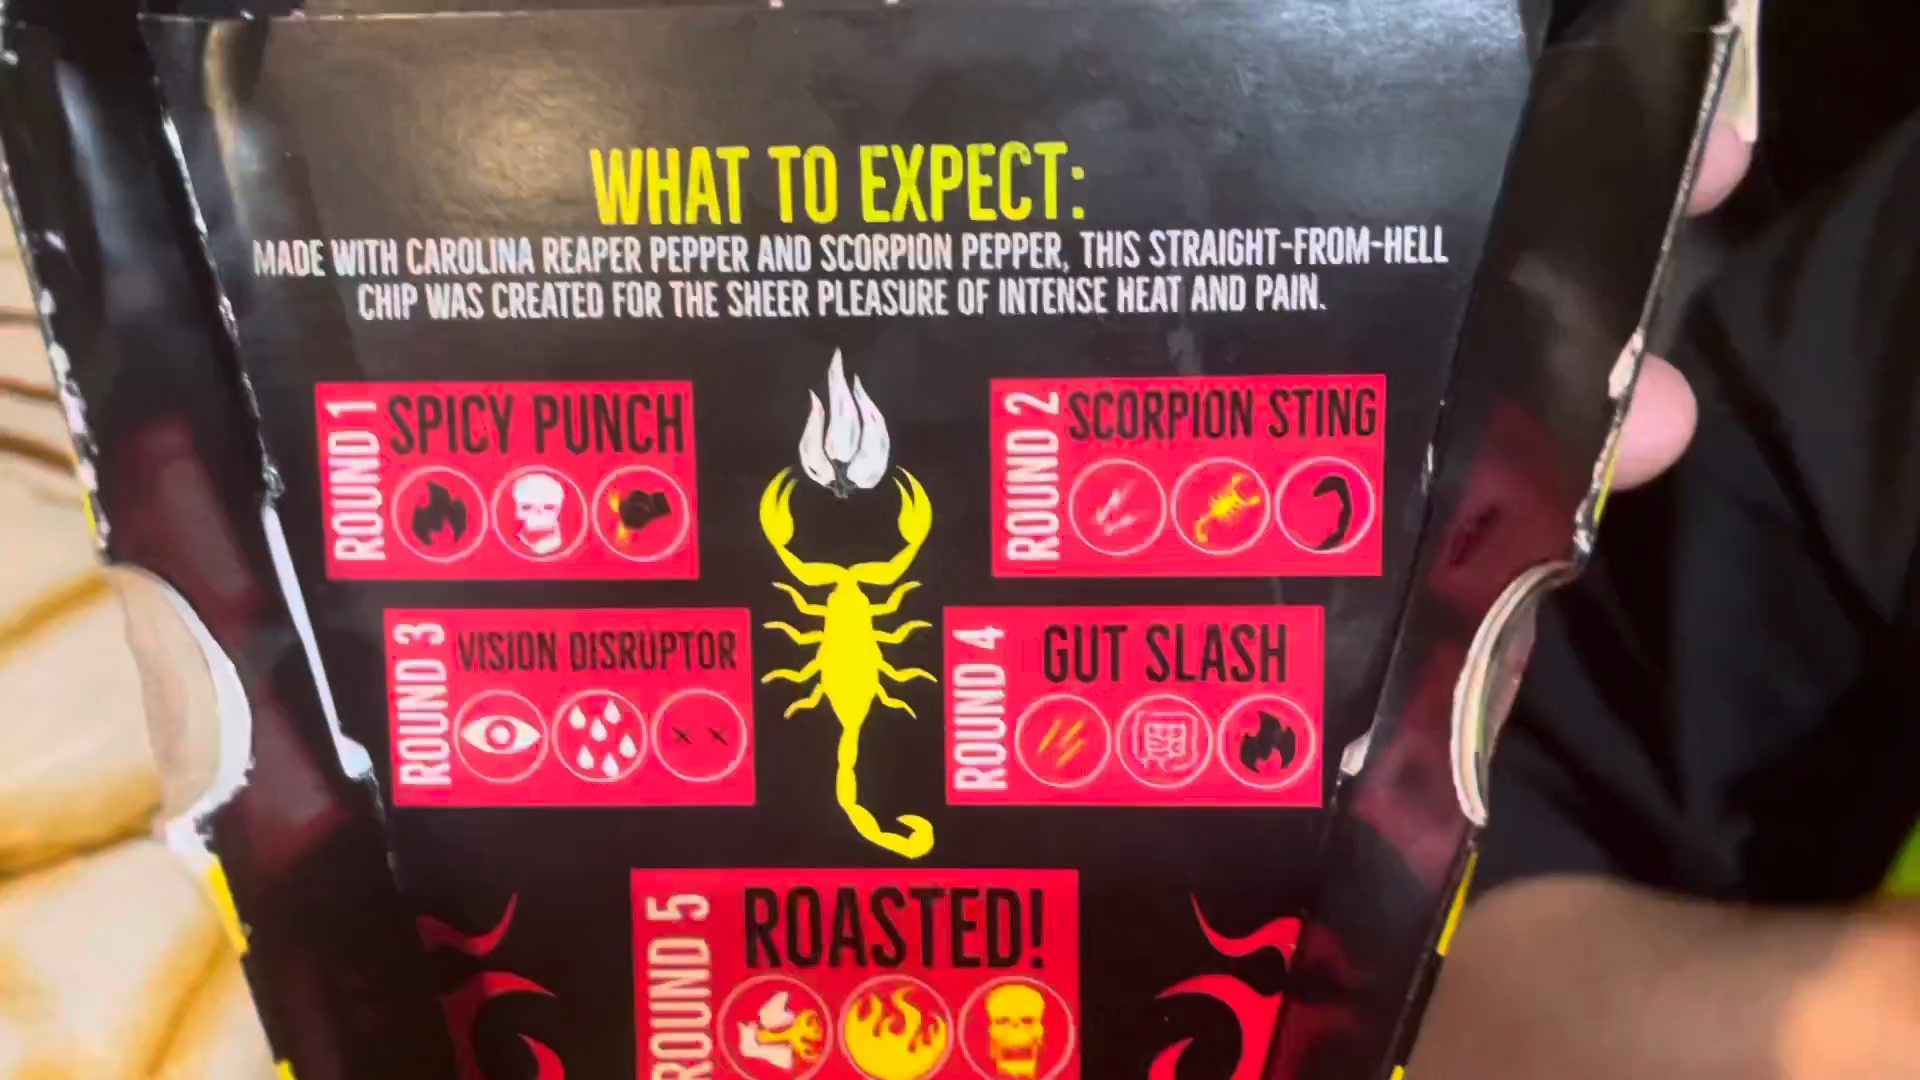 WHAT TO EXPECT:
MADE WITH CAROLINA REAPER PEPPER AND SCORPION PEPPER, THIS STRAIGHT-FROM-HELL
CHIP WAS CREATED FOR THE SHEER PLEASURE OF INTENSE HEAT AND PAIN.
ROUND 1
SPICY PUNCH
ROUND 2
SCORPION STING
ROUND 3
VISION DISRUPTOR
ROUND 4
GUT SLASH
ROUND 5
ROASTED!